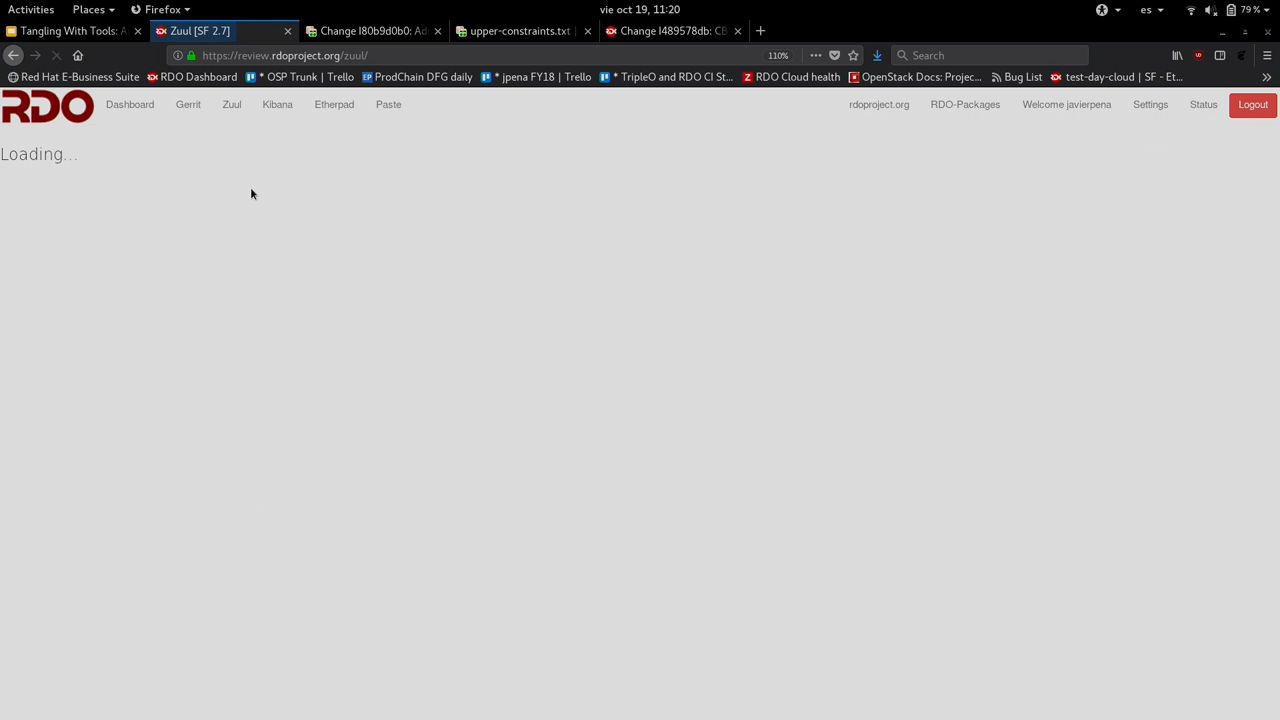 Activities Places Firefox vie oct 19, 11:20 es 79 %
Tangling With Tools: A Zuul [SF 2.7] Change I80b9d0b0: Ad upper-constraints.txt Change I489578db: CB
https://review.rdoproject.org/zuul/ 110% Search
Red Hat E-Business Suite RDO Dashboard * OSP Trunk | Trello EP ProdChain DFG daily * jpena FY18 | Trello * TripleO and RDO CI St... Z RDO Cloud health OpenStack Docs: Projec... Bug List test-day-cloud | SF - Et...
RDO Dashboard Gerrit Zuul Kibana Etherpad Paste rdoproject.org RDO-Packages Welcome javierpena Settings Status Logout
Loading...